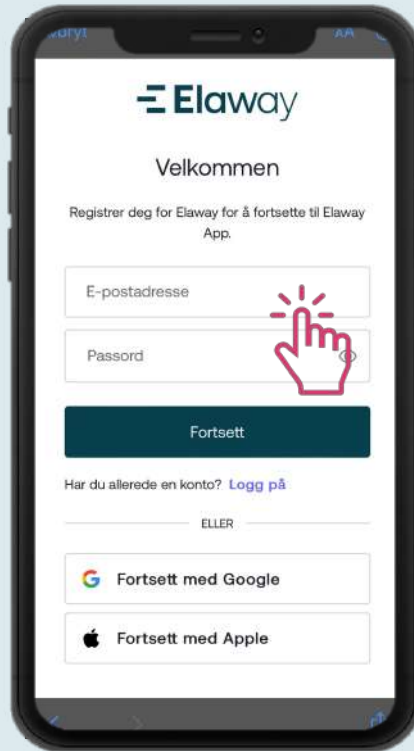 AA
Elaway
Velkommen
Registrer deg for Elaway for å fortsette til Elaway
App.
E-postadresse
Passord
Fortsett
Har du allerede en konto? Logg på
ELLER
Fortsett med Google
Fortsett med Apple